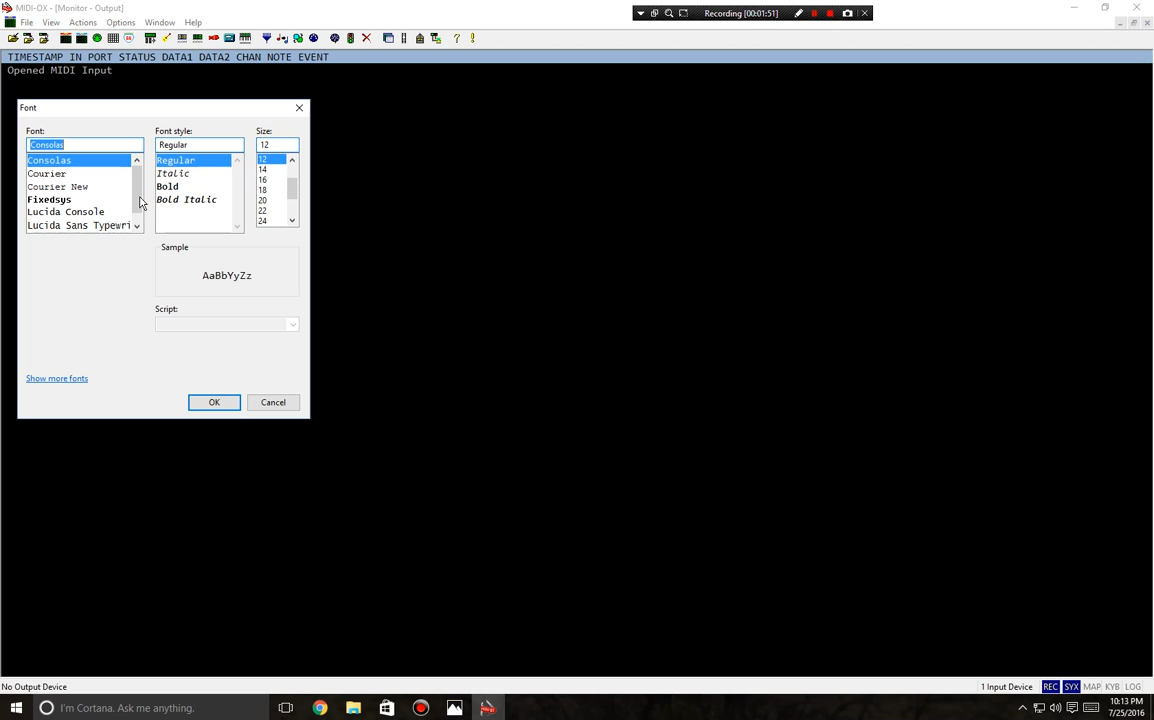 MIDI-OX - [Monitor - Output]
Recording [00:01:51]
File View Actions Options Window Help
TIMESTAMP IN PORT STATUS DATA1 DATA2 CHAN NOTE EVENT
Opened MIDI Input
Font
Font: Font style: Size:
Consolas Regular 12
Consolas Regular 12
Courier Italic 14
Courier New Bold 16
Fixedsys Bold Italic 18
Lucida Console 20
Lucida Sans Typewri 22
24
Sample
AaBbYyZz
Script:
Show more fonts
OK Cancel
No Output Device 1 Input Device REC SYX MAP KYB LOG
I'm Cortana. Ask me anything.
10:13 PM
7/25/2016